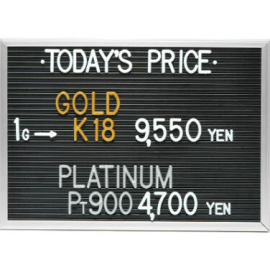 ·TODAY'S PRICE·
GOLD
1G→ K18 9,550 YEN
PLATINUM
PT900 4,700 YEN